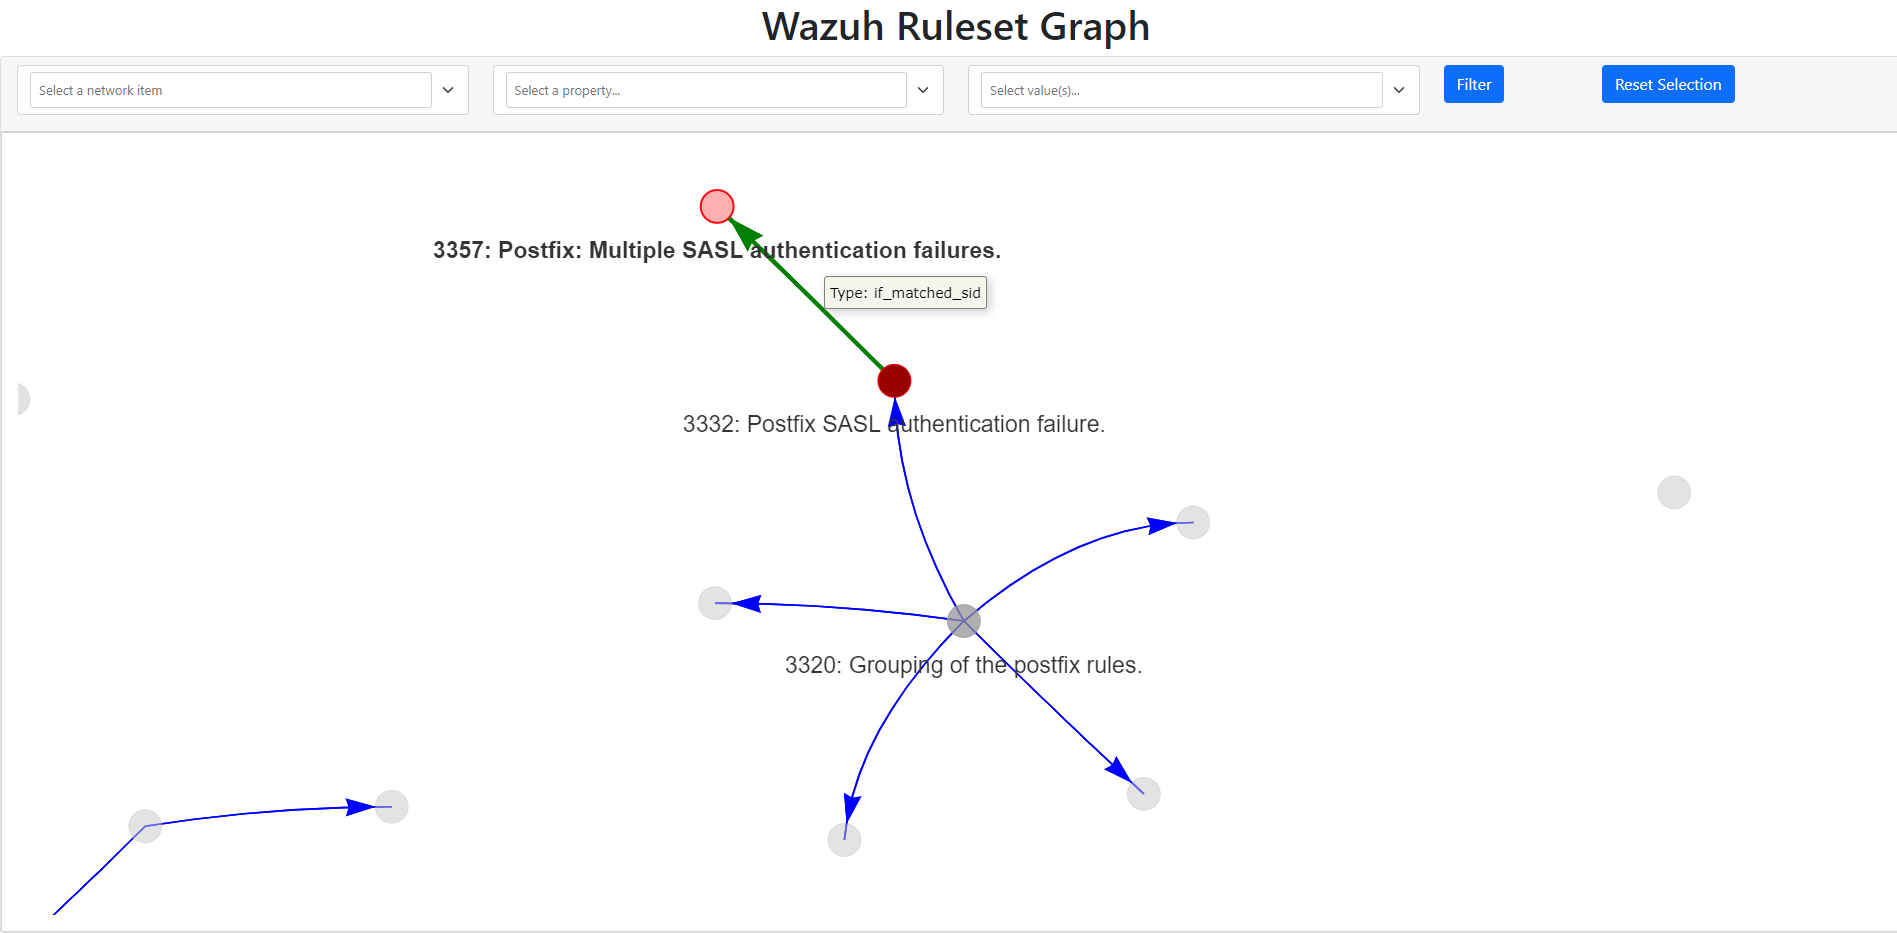 Wazuh Ruleset Graph
Select a network item
Select a property...
Select value(s)...
Filter
Reset Selection
3357: Postfix: Multiple SASL authentication failures.
Type: if_matched_sid
3332: Postfix SASL authentication failure.
3320: Grouping of the postfix rules.